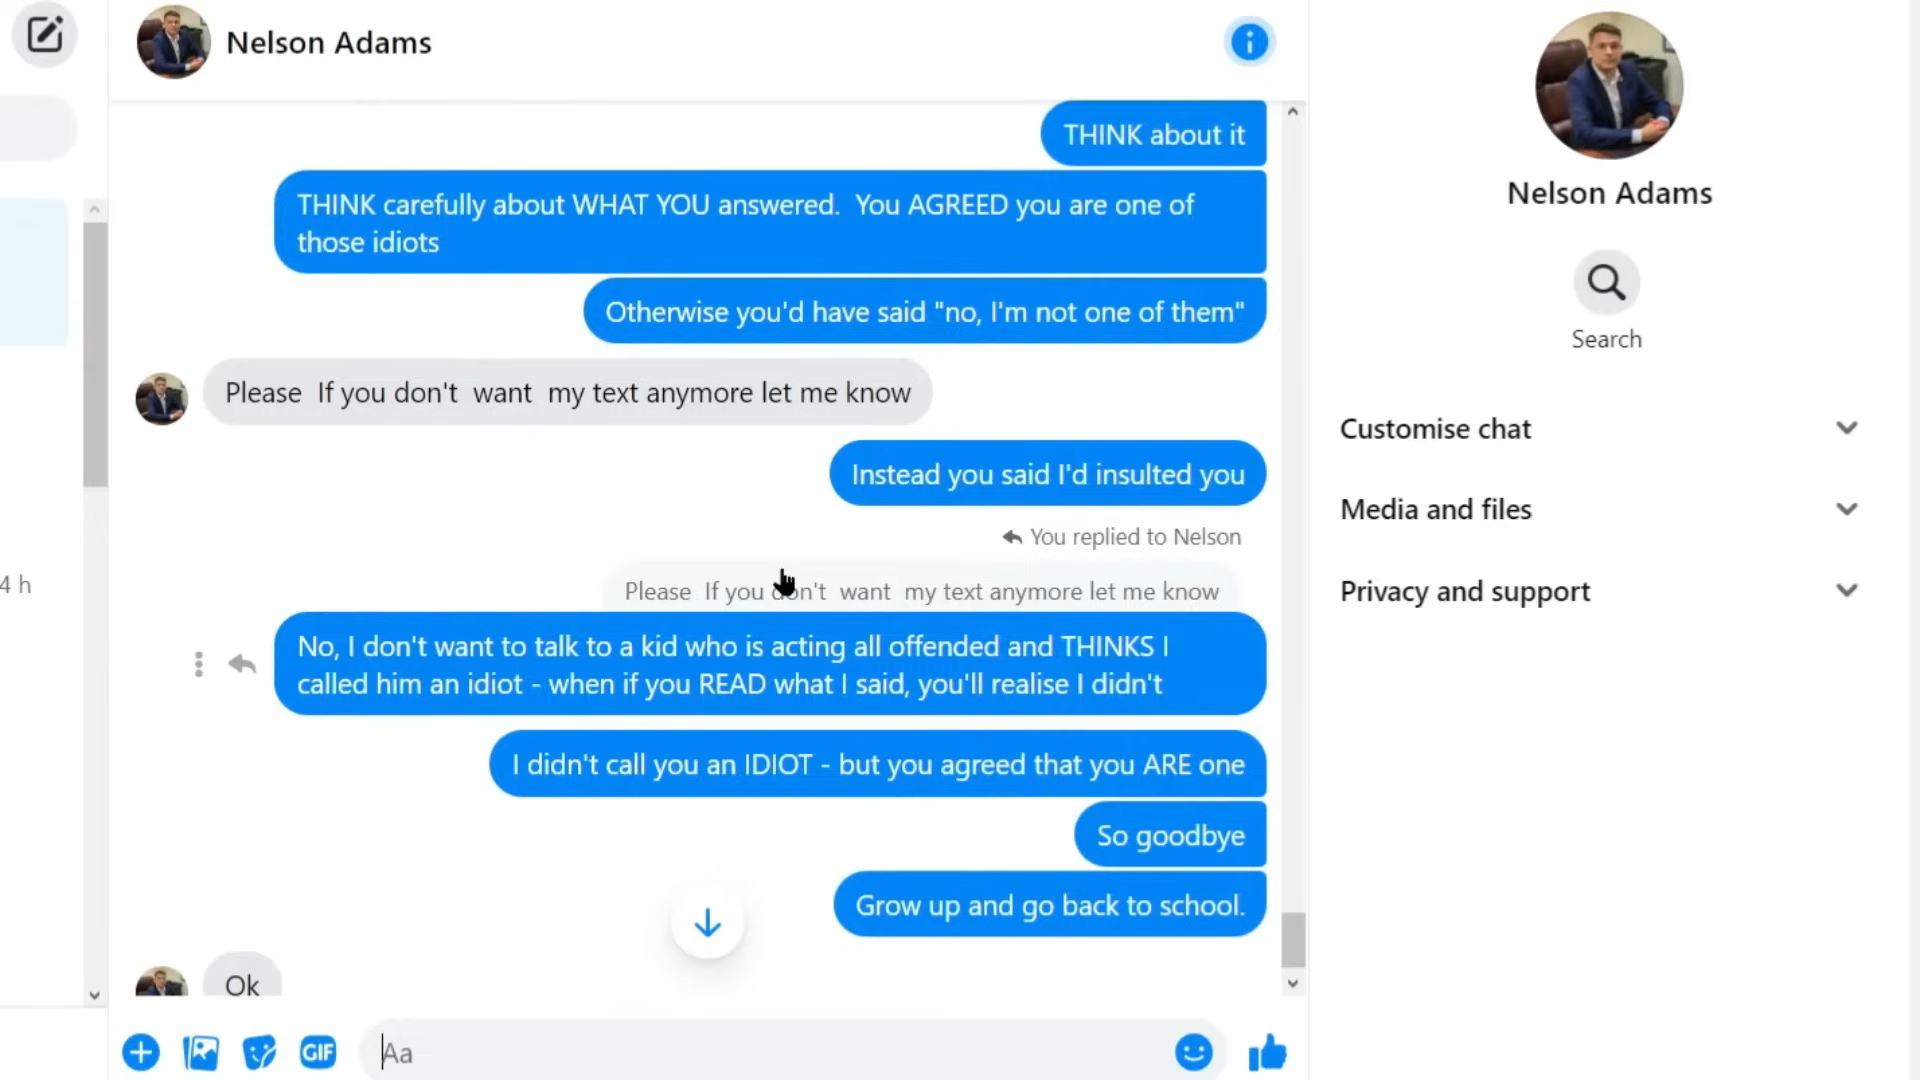 Nelson Adams
THINK about it
THINK carefully about WHAT YOU answered.  You AGREED you are one of
those idiots
Otherwise you'd have said "no, I'm not one of them"
Please  If you don't  want  my text anymore let me know
Instead you said I'd insulted you
You replied to Nelson
Please  If you don't  want  my text anymore let me know
No, I don't want to talk to a kid who is acting all offended and THINKS I
called him an idiot - when if you READ what I said, you'll realise I didn't
I didn't call you an IDIOT - but you agreed that you ARE one
So goodbye
Grow up and go back to school.
Ok
GIF
Aa
4 h
Nelson Adams
Search
Customise chat
Media and files
Privacy and support